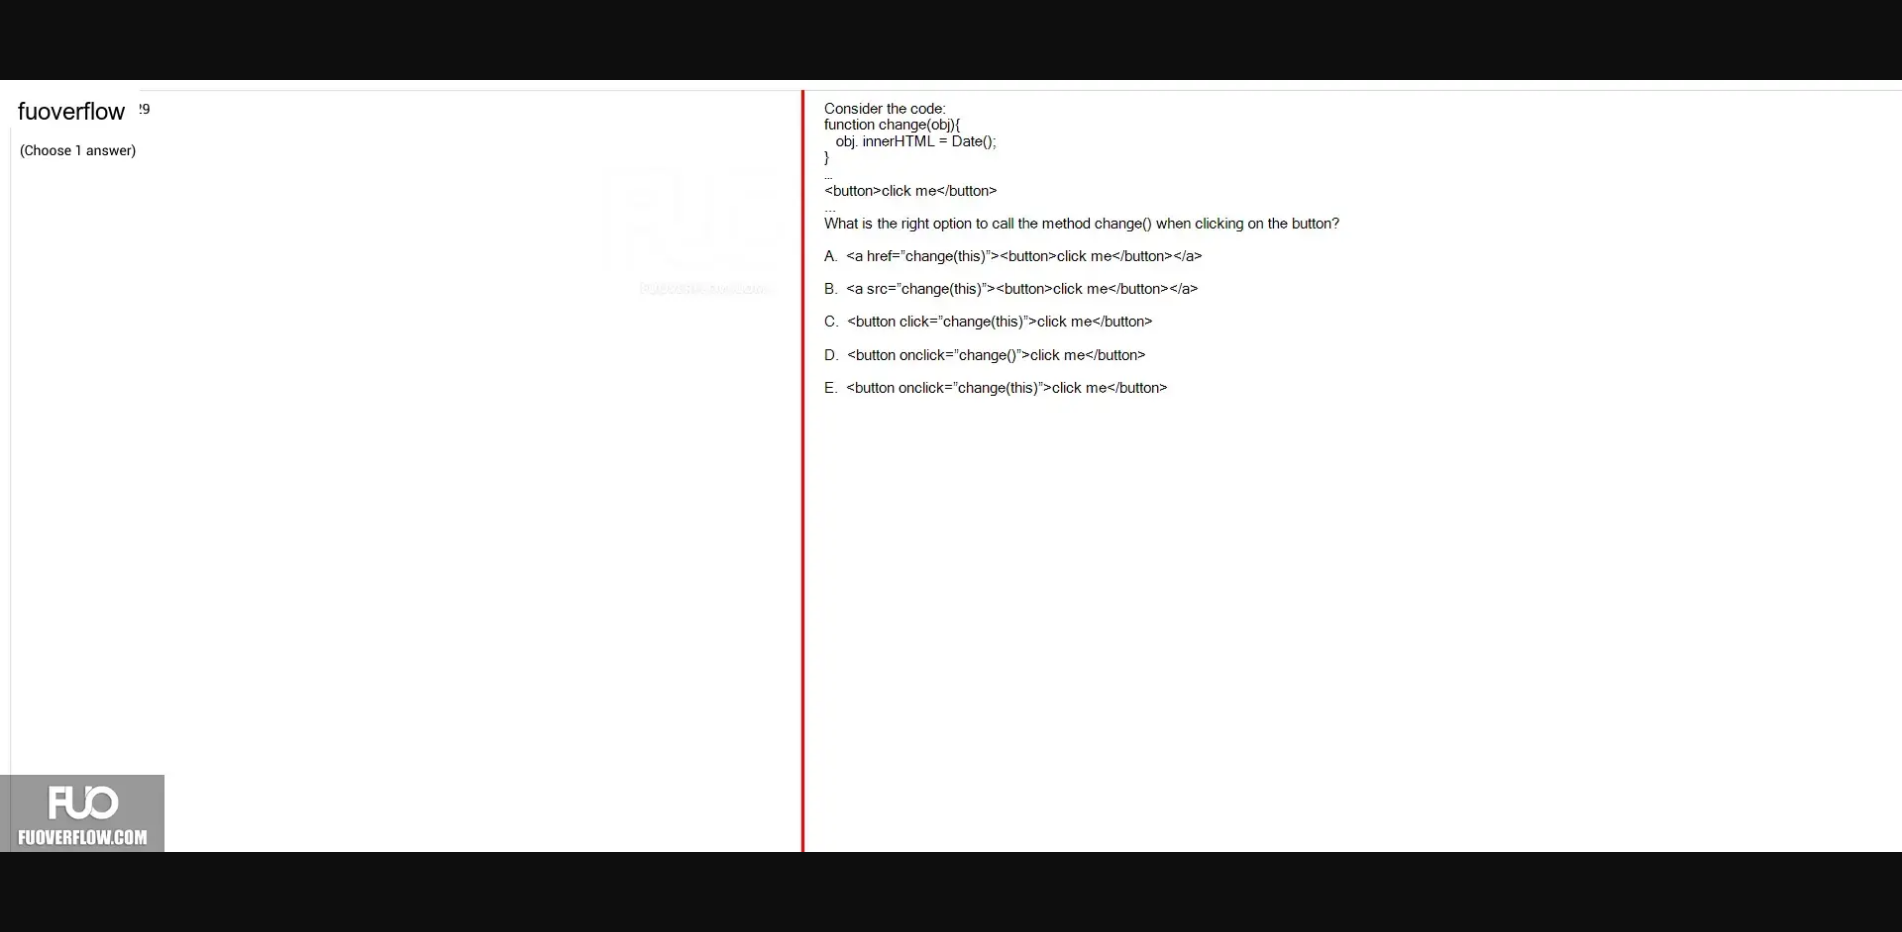 fuoverflow 29
(Choose 1 answer)
Consider the code:
function change(obj){
obj. innerHTML = Date();
}
...
<button>click me</button>
...
What is the right option to call the method change() when clicking on the button?
A. <a href="change(this)"><button>click me</button></a>
B. <a src="change(this)"><button>click me</button></a>
C. <button click="change(this)">click me</button>
D. <button onclick="change()">click me</button>
E. <button onclick="change(this)">click me</button>
FUO
FUOVERFLOW.COM